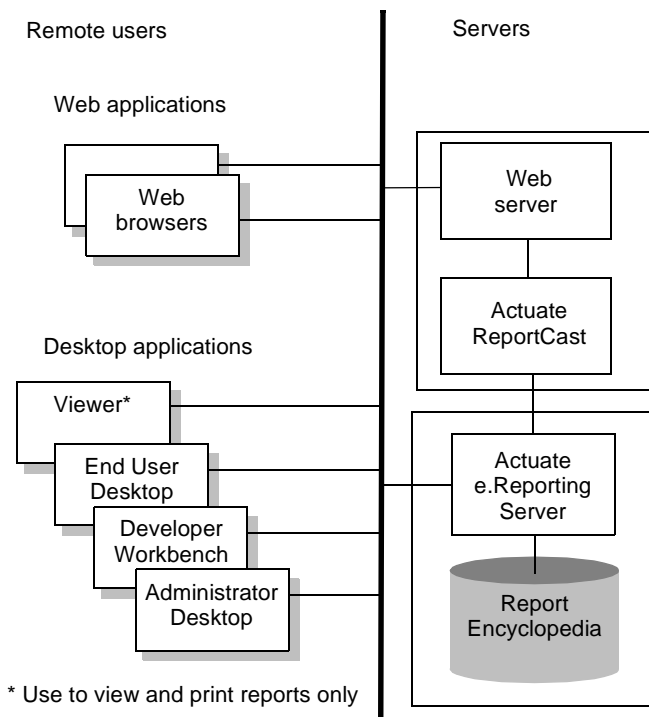 Remote users
Servers
Web applications
Web
browsers
Web
server
Actuate
ReportCast
Desktop applications
Viewer*
End User
Desktop
Developer
Workbench
Administrator
Desktop
Actuate
e.Reporting
Server
Report
Encyclopedia
* Use to view and print reports only